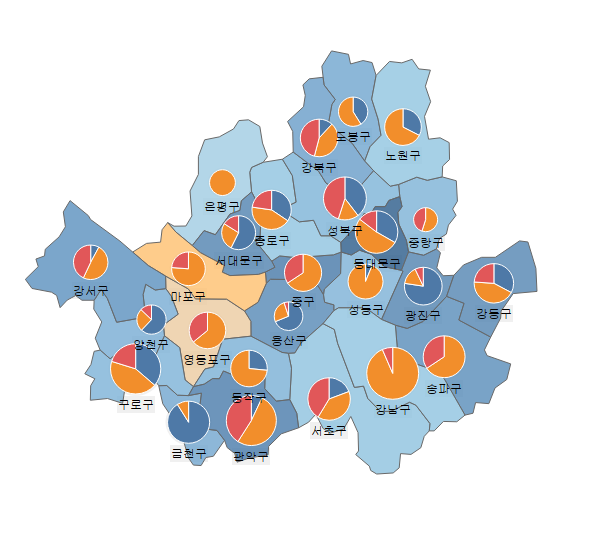 도봉구
노원구
강북구
은평구
성북구
중랑구
종로구
서대문구
동대문구
강서구
마포구
중구
성동구
광진구
강동구
양천구
용산구
영등포구
동작구
송파구
구로구
강남구
서초구
금천구
관악구